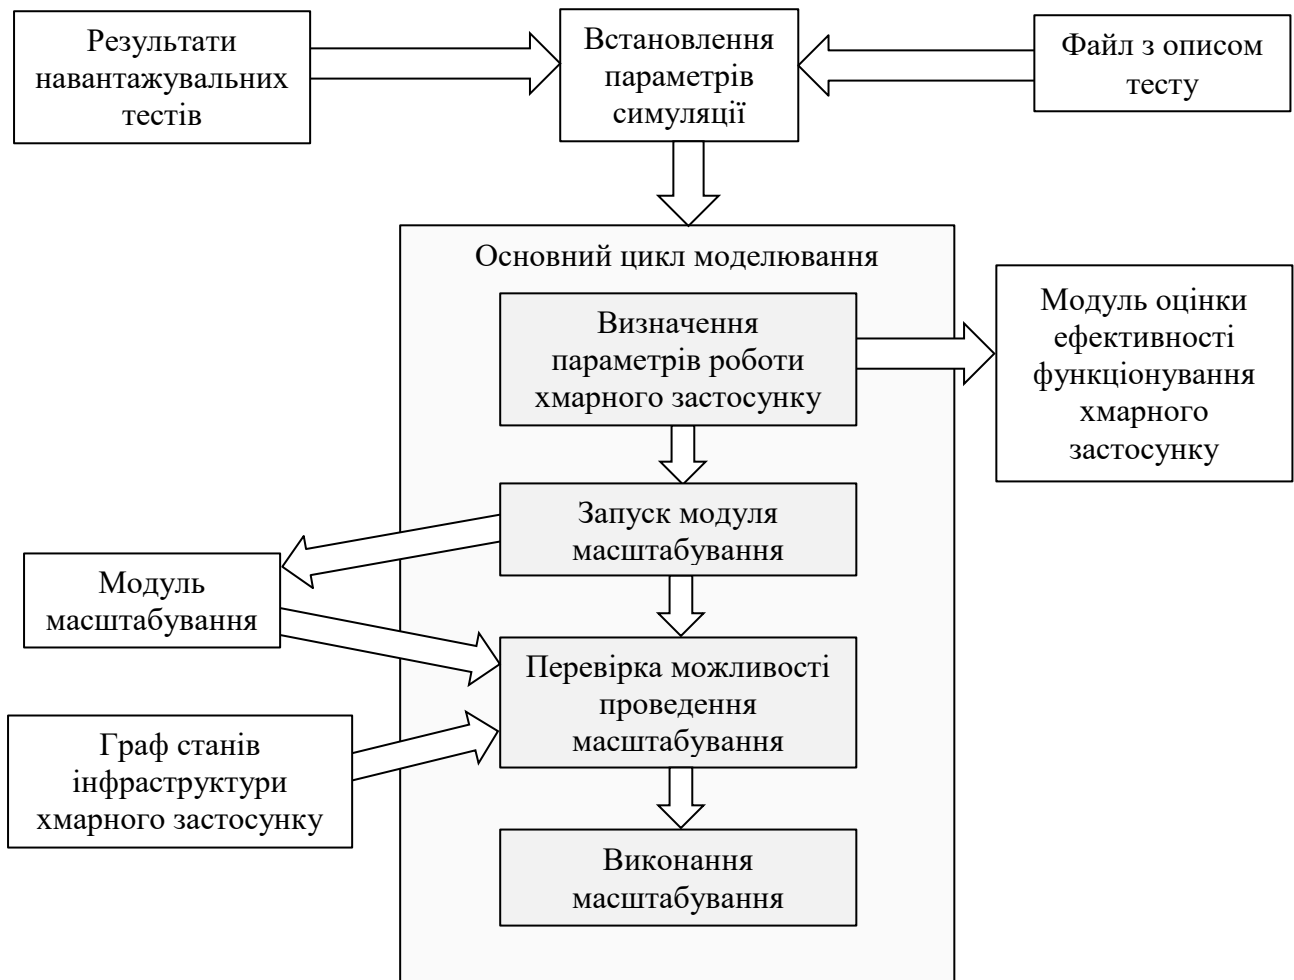 Результати
навантажувальних
тестів
Встановлення
параметрів
симуляції
Файл з описом
тесту
Основний цикл моделювання
Визначення
параметрів роботи
хмарного застосунку
Модуль оцінки
ефективності
функціонування
хмарного
застосунку
Запуск модуля
масштабування
Модуль
масштабування
Перевірка можливості
проведення
масштабування
Граф станів
інфраструктури
хмарного застосунку
Виконання
масштабування